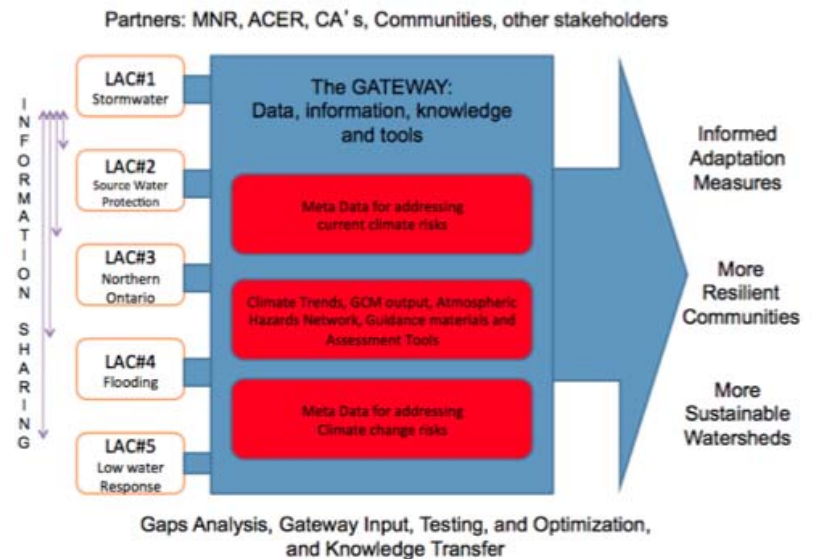 Partners: MNR, ACER, CA's, Communities, other stakeholders
INFORMATION SHARING
LAC#1
Stormwater
LAC#2
Source Water
Protection
LAC#3
Northern
Ontario
LAC#4
Flooding
LAC#5
Low water
Response
The GATEWAY:
Data, information, knowledge
and tools
Meta Data for addressing
current climate risks
Climate Trends, GCM output, Atmospheric
Hazards Network, Guidance materials and
Assessment Tools
Meta Data for addressing
Climate change risks
Informed
Adaptation
Measures
More
Resilient
Communities
More
Sustainable
Watersheds
Gaps Analysis, Gateway Input, Testing, and Optimization,
and Knowledge Transfer